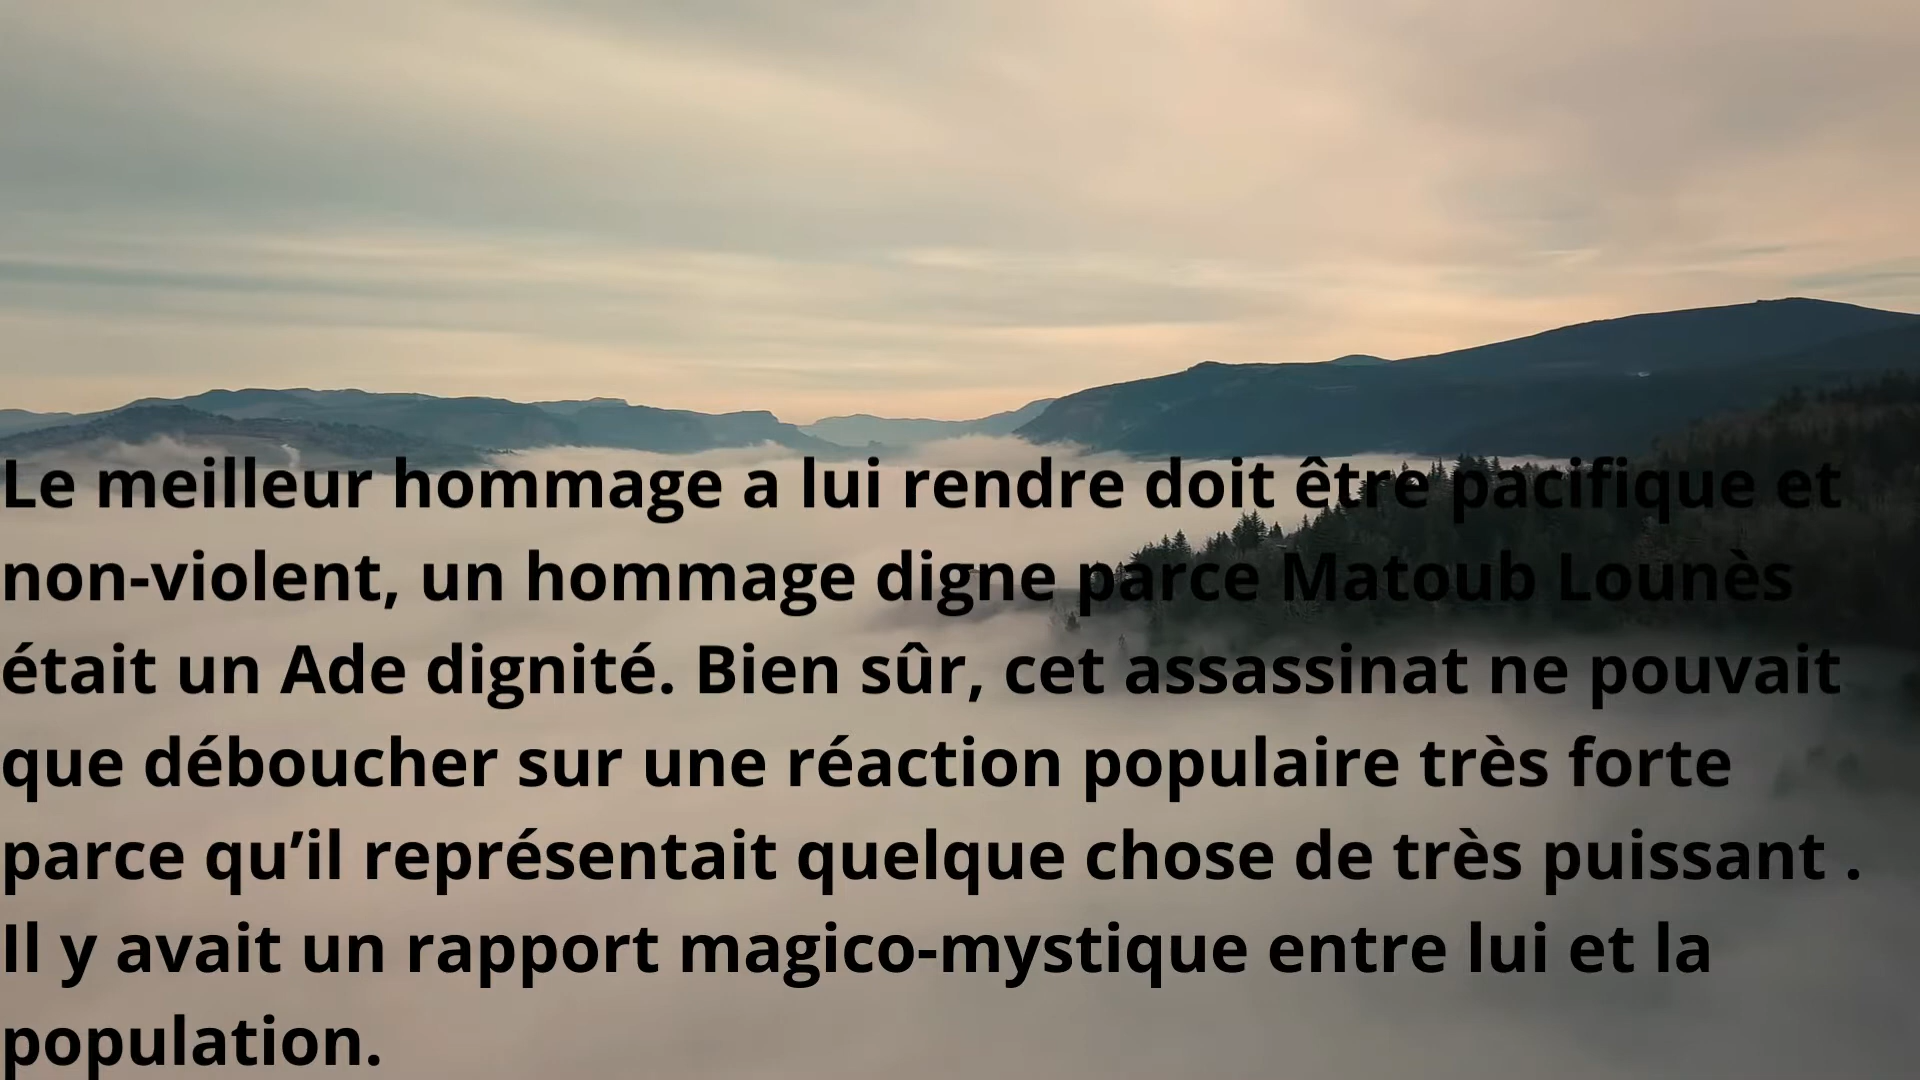 Le meilleur hommage a lui rendre doit être pacifique et
non-violent, un hommage digne parce Matoub Lounès
était un Ade dignité. Bien sûr, cet assassinat ne pouvait
que déboucher sur une réaction populaire très forte
parce qu’il représentait quelque chose de très puissant .
Il y avait un rapport magico-mystique entre lui et la
population.